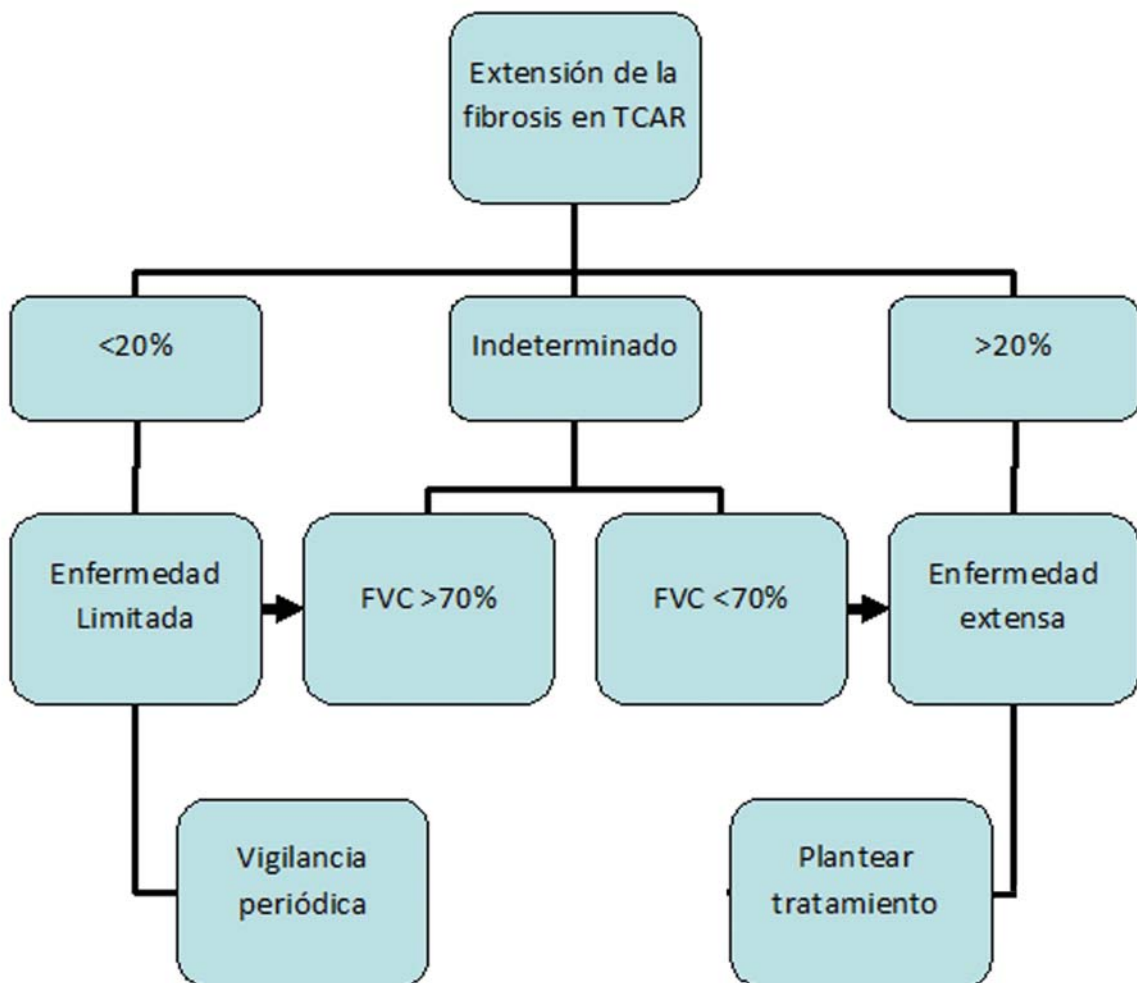 Extensión de la
fibrosis en TCAR
<20%
Indeterminado
>20%
Enfermedad
Limitada
FVC >70%
FVC <70%
Enfermedad
extensa
Vigilancia
periódica
Plantear
tratamiento